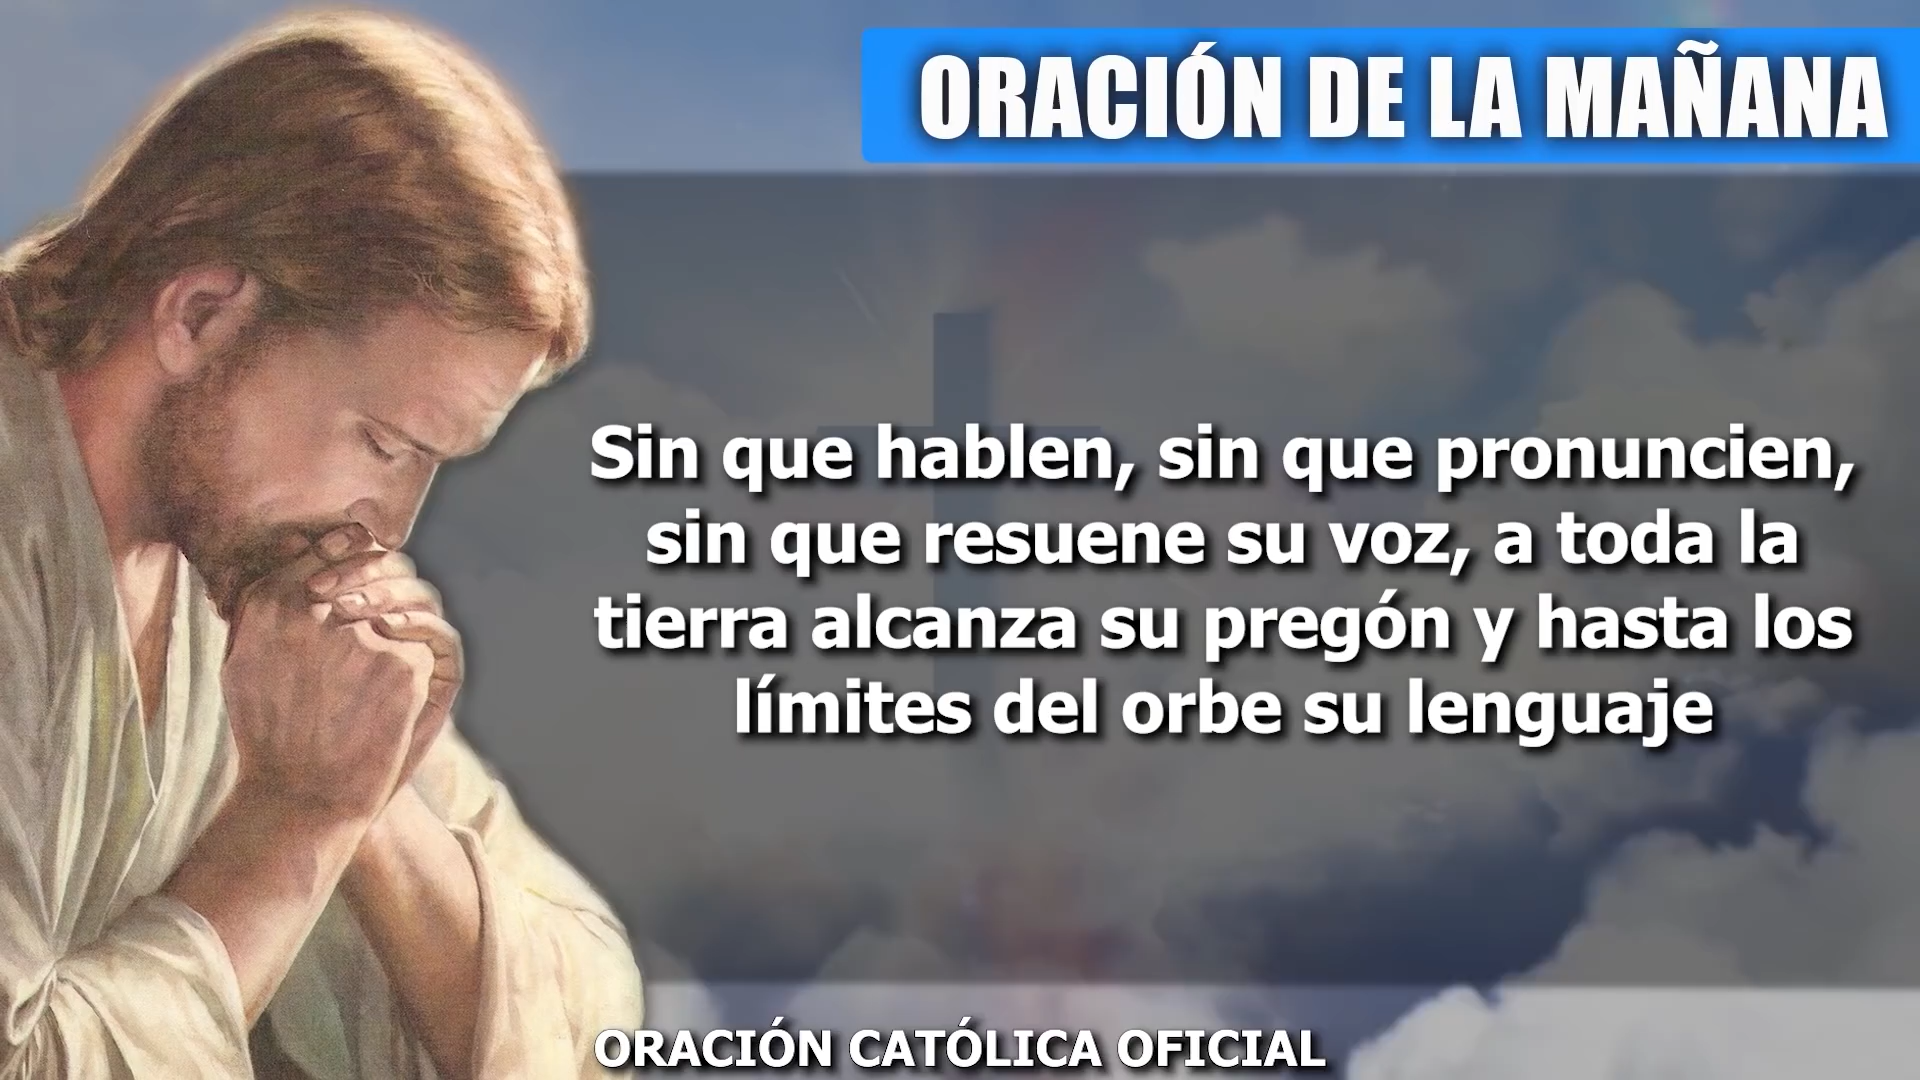 ORACIÓN DE LA MAÑANA
Sin que hablen, sin que pronuncien,
sin que resuene su voz, a toda la
tierra alcanza su pregón y hasta los
límites del orbe su lenguaje
ORACIÓN CATÓLICA OFICIAL